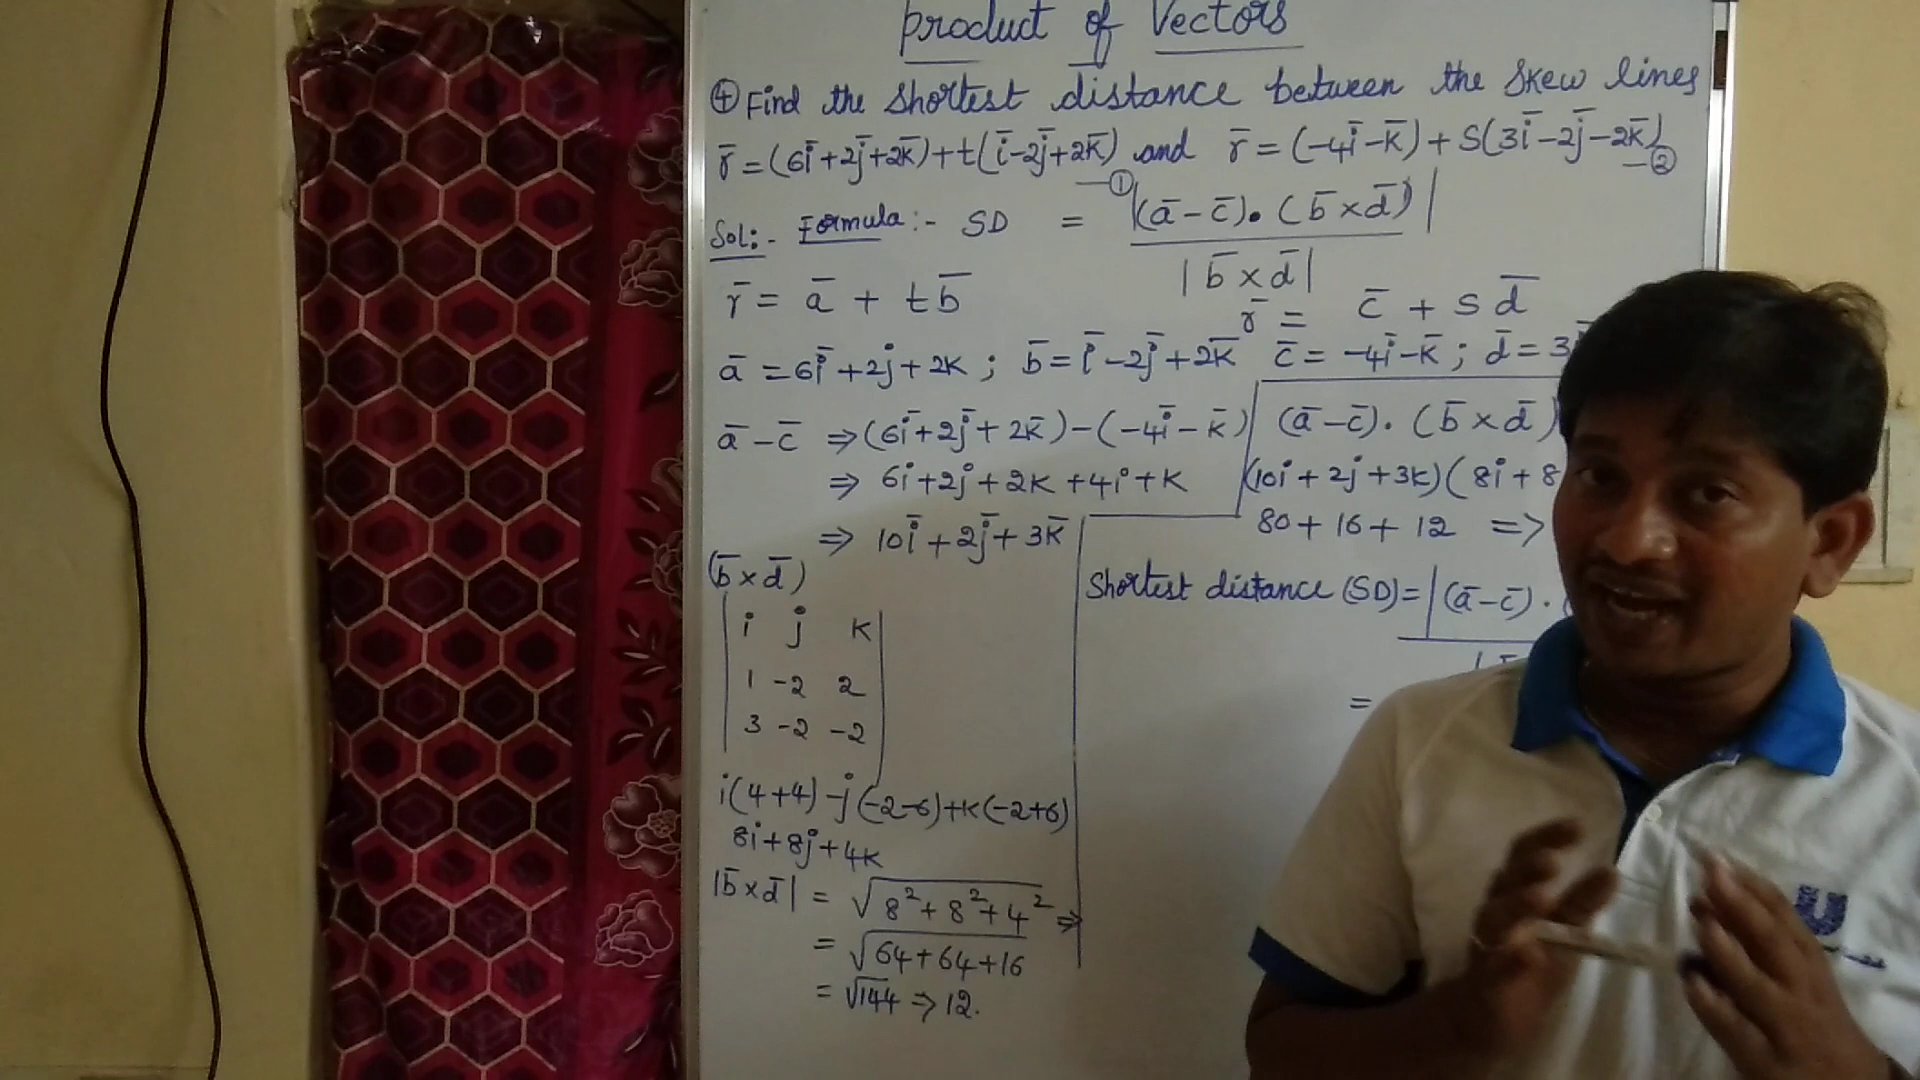 Product of Vectors
④ Find the shortest distance between the skew lines
r̄ = (6ī+2j̄+2k̄)+t(ī-2j̄+2k̄) and r̄ = (-4ī-k̄)+S(3ī-2j̄-2k̄)
—① —②
Sol:- Formula:- SD = |(ā-c̄).(b̄×d̄)|
|b̄×d̄|
r̄ = ā + tb̄
r̄ = c̄ + sd̄
ā = 6ī+2j+2k ; b̄ = ī-2j̄+2k̄ c̄ = -4ī-k̄ ; d̄ = 3
ā-c̄ ⇒ (6ī+2j̄+2k̄)-(-4ī-k̄)
⇒ 6i+2j+2k+4i+k
⇒ 10ī+2j̄+3k̄
(b̄×d̄)
i j k
1 -2 2
3 -2 -2
i(4+4)-j(-2-6)+k(-2+6)
8i+8j+4k
|b̄×d̄| = √8²+8²+4² ⇒
= √64+64+16
= √144 ⇒ 12.
(ā-c̄).(b̄×d̄)
(10i+2j+3k)(8i+8
80+16+12 ⇒
Shortest distance (SD) = |(ā-c̄).
=
U